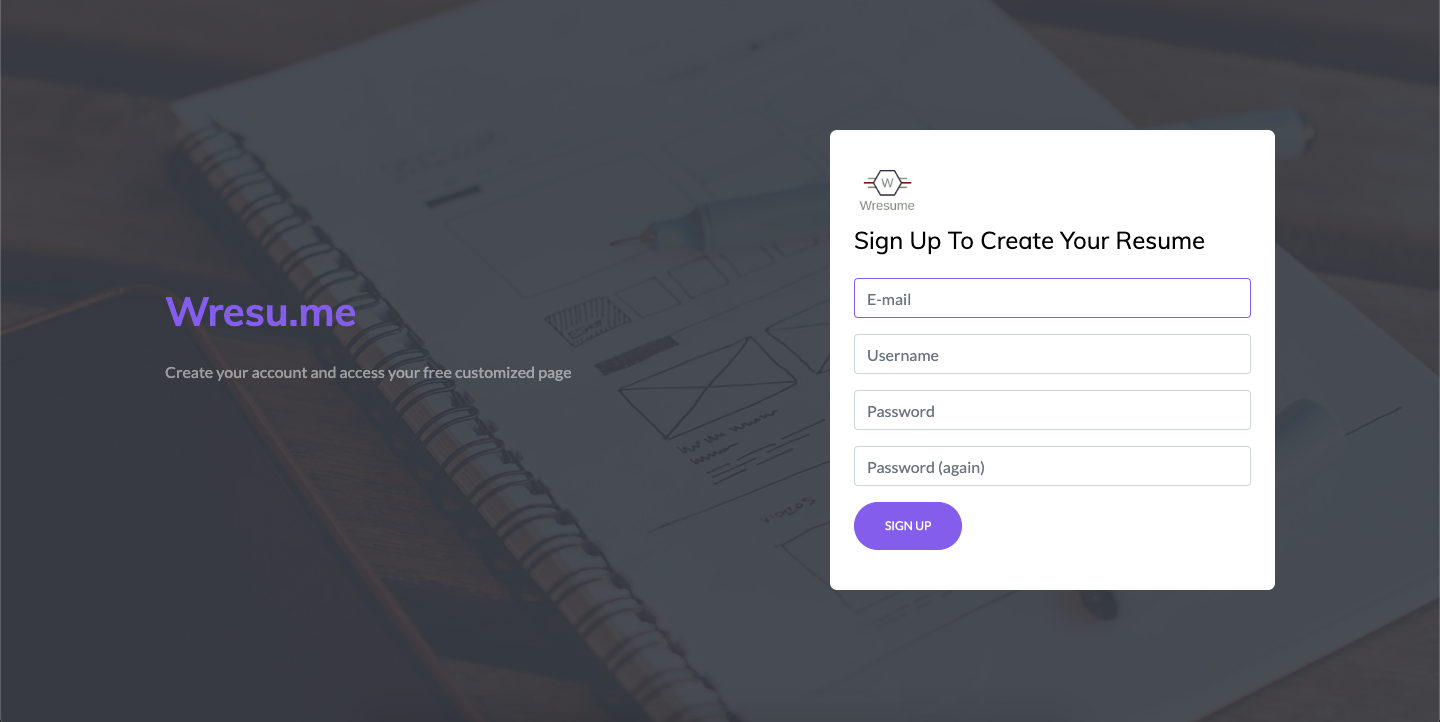 Wresu.me
Create your account and access your free customized page
W
Wresume
Sign Up To Create Your Resume
E-mail
Username
Password
Password (again)
SIGN UP